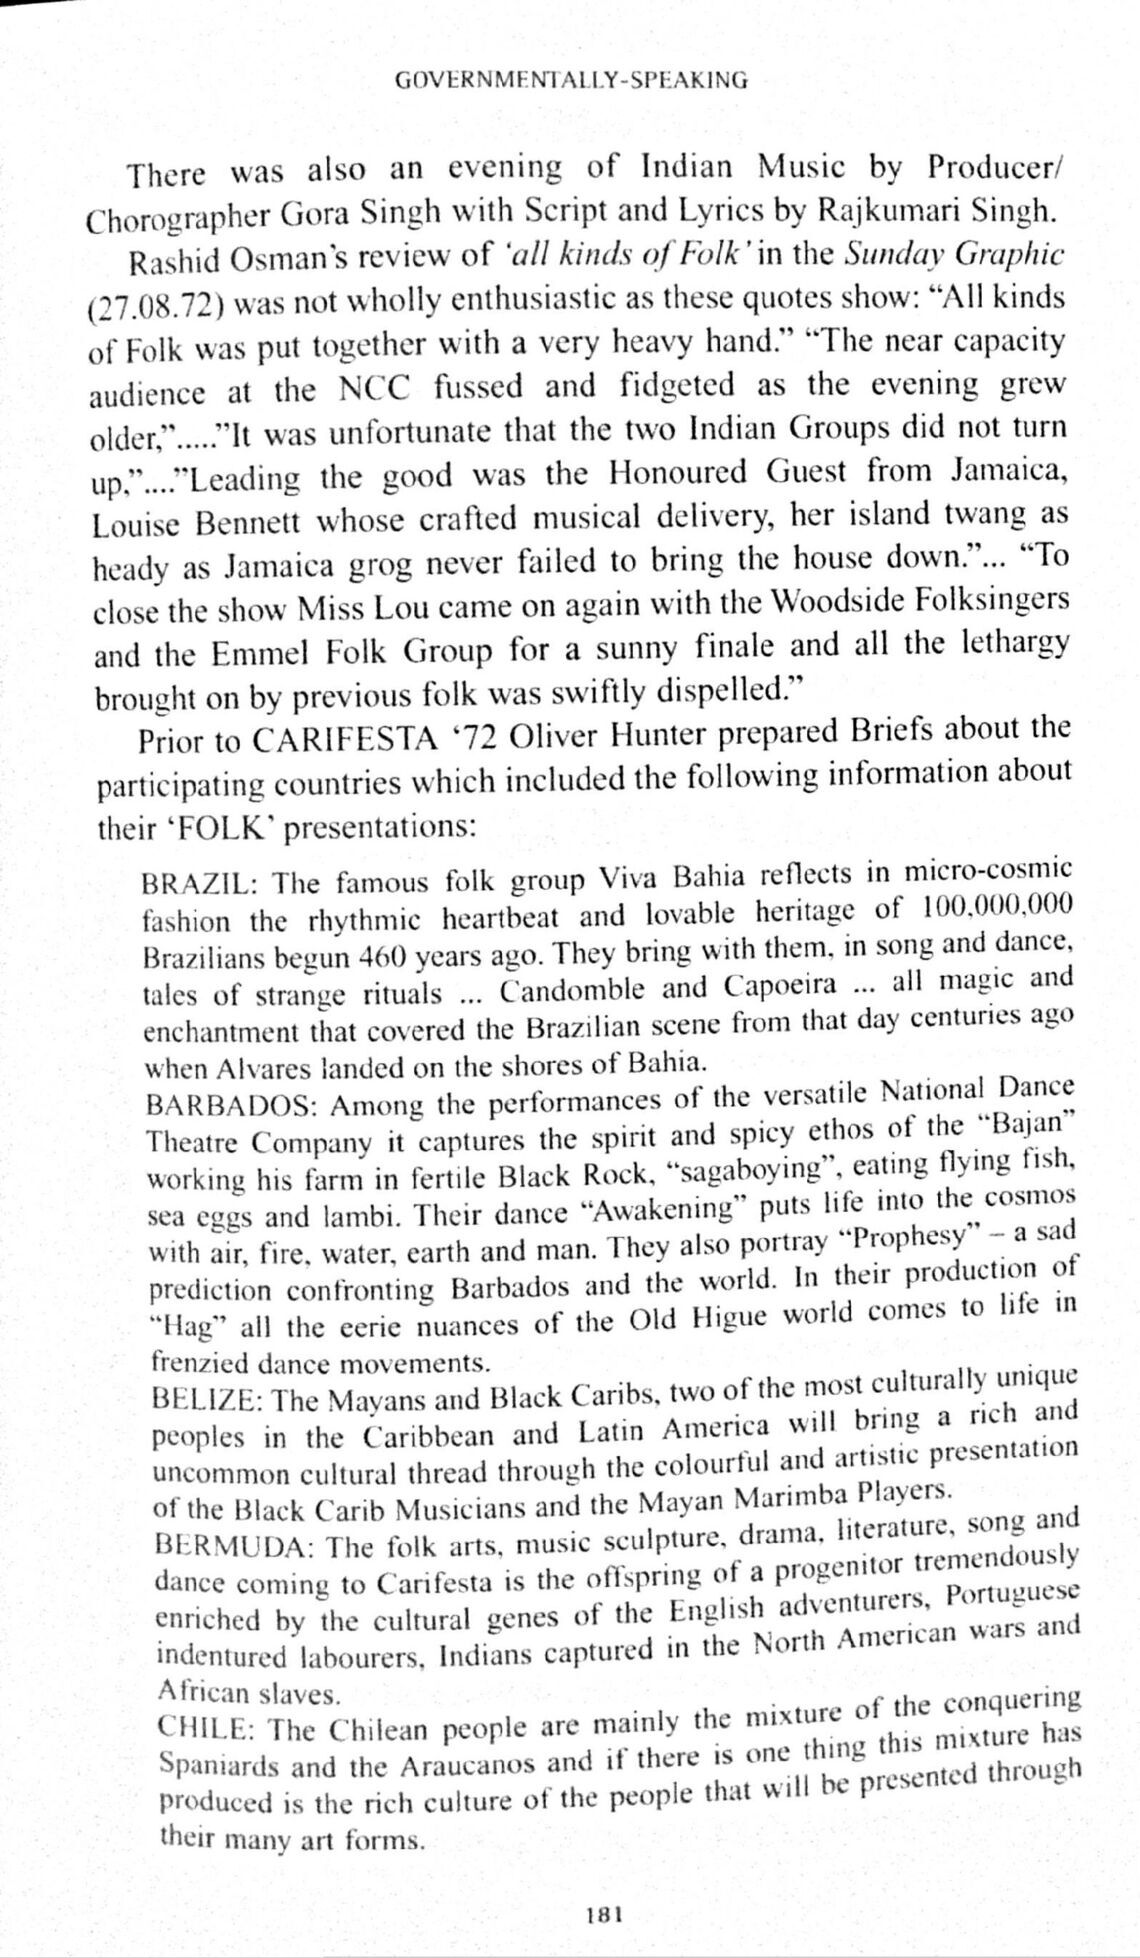 GOVERNMENTALLY-SPEAKING
There was also an evening of Indian Music by Producer/
Chorographer Gora Singh with Script and Lyrics by Rajkumari Singh.
Rashid Osman's review of 'all kinds of Folk' in the Sunday Graphic
(27.08.72) was not wholly enthusiastic as these quotes show: “All kinds
of Folk was put together with a very heavy hand.” “The near capacity
audience at the NCC fussed and fidgeted as the evening grew
older,”.....”It was unfortunate that the two Indian Groups did not turn
up,”....”Leading the good was the Honoured Guest from Jamaica,
Louise Bennett whose crafted musical delivery, her island twang as
heady as Jamaica grog never failed to bring the house down.”... “To
close the show Miss Lou came on again with the Woodside Folksingers
and the Emmel Folk Group for a sunny finale and all the lethargy
brought on by previous folk was swiftly dispelled.”
Prior to CARIFESTA ‘72 Oliver Hunter prepared Briefs about the
participating countries which included the following information about
their ‘FOLK’ presentations:
BRAZIL: The famous folk group Viva Bahia reflects in micro-cosmic
fashion the rhythmic heartbeat and lovable heritage of 100,000,000
Brazilians begun 460 years ago. They bring with them, in song and dance,
tales of strange rituals ... Candomble and Capoeira ... all magic and
enchantment that covered the Brazilian scene from that day centuries ago
when Alvares landed on the shores of Bahia.
BARBADOS: Among the performances of the versatile National Dance
Theatre Company it captures the spirit and spicy ethos of the “Bajan”
working his farm in fertile Black Rock, “sagaboying”, eating flying fish,
sea eggs and lambi. Their dance “Awakening” puts life into the cosmos
with air, fire, water, earth and man. They also portray “Prophesy” – a sad
prediction confronting Barbados and the world. In their production of
“Hag” all the eerie nuances of the Old Higue world comes to life in
frenzied dance movements.
BELIZE: The Mayans and Black Caribs, two of the most culturally unique
peoples in the Caribbean and Latin America will bring a rich and
uncommon cultural thread through the colourful and artistic presentation
of the Black Carib Musicians and the Mayan Marimba Players.
BERMUDA: The folk arts, music sculpture, drama, literature, song and
dance coming to Carifesta is the offspring of a progenitor tremendously
enriched by the cultural genes of the English adventurers, Portuguese
indentured labourers, Indians captured in the North American wars and
African slaves.
CHILE: The Chilean people are mainly the mixture of the conquering
Spaniards and the Araucanos and if there is one thing this mixture has
produced is the rich culture of the people that will be presented through
their many art forms.
181